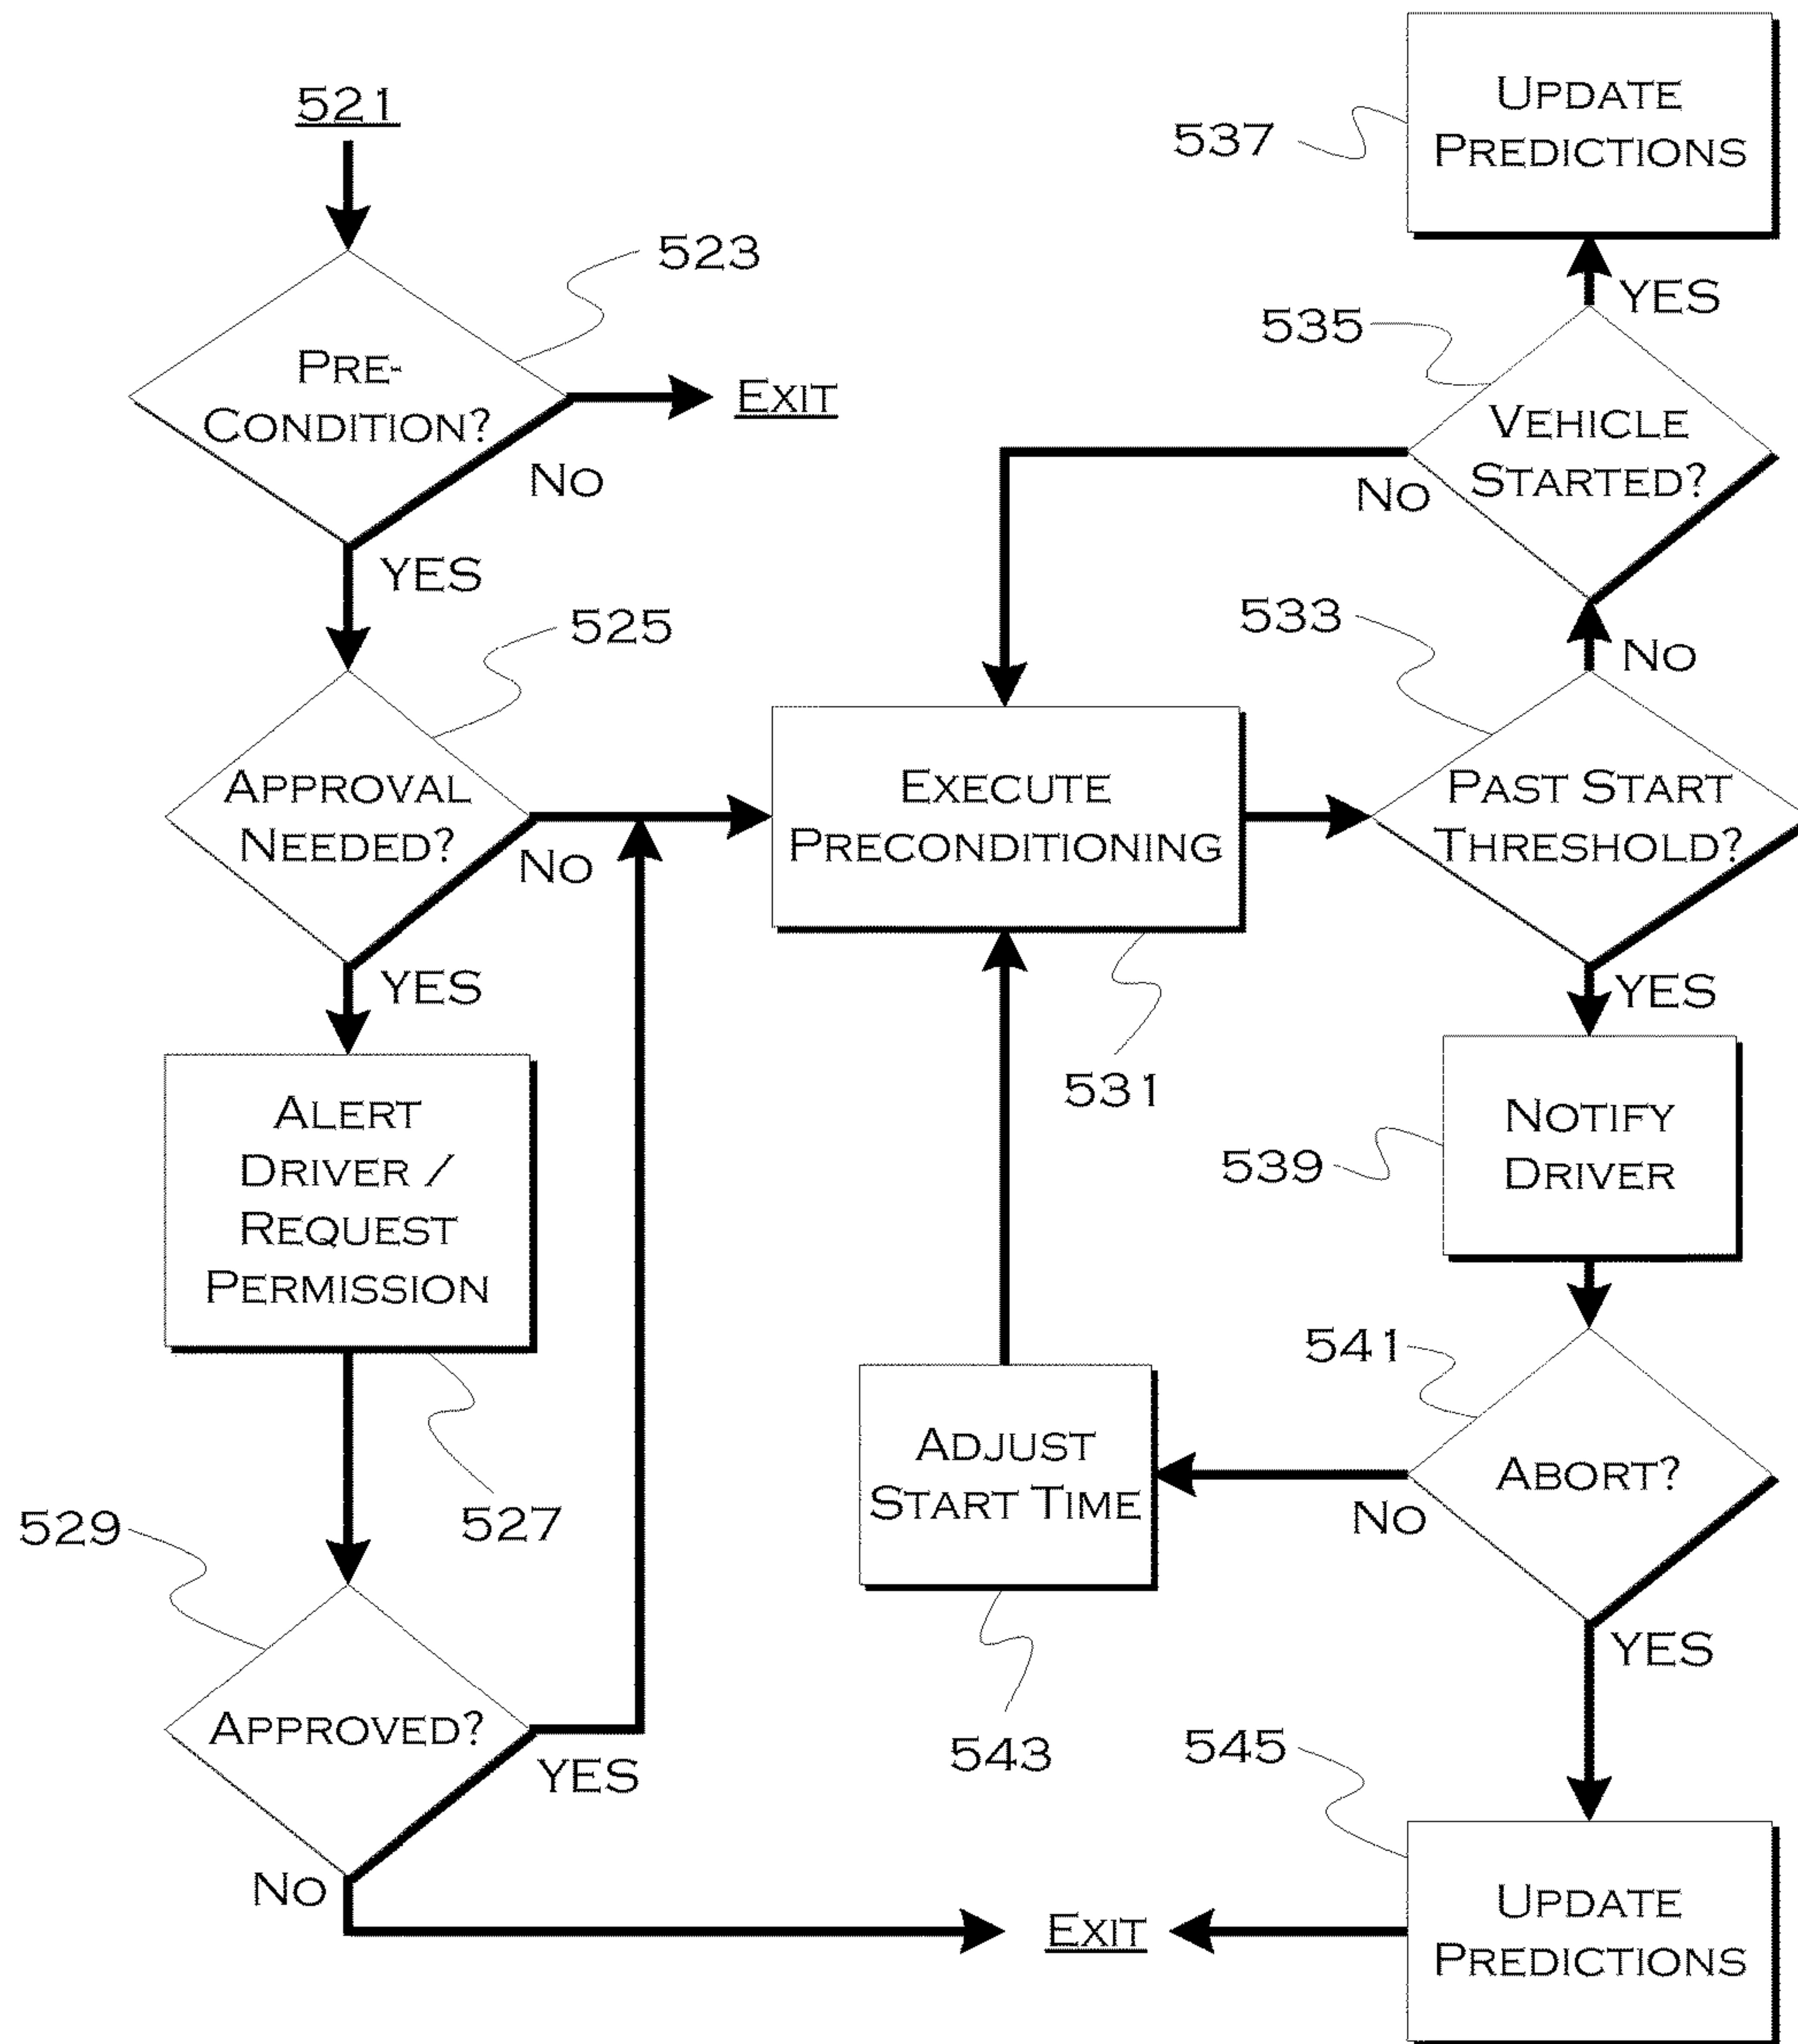 521
523
PRE-
CONDITION?
NO
EXIT
YES
525
APPROVAL
NEEDED?
NO
YES
ALERT
DRIVER /
REQUEST
PERMISSION
527
529
APPROVED?
YES
NO
EXIT
EXECUTE
PRECONDITIONING
531
533
PAST START
THRESHOLD?
NO
535
VEHICLE
STARTED?
NO
YES
537
UPDATE
PREDICTIONS
YES
539
NOTIFY
DRIVER
541
ABORT?
NO
ADJUST
START TIME
543
YES
545
UPDATE
PREDICTIONS